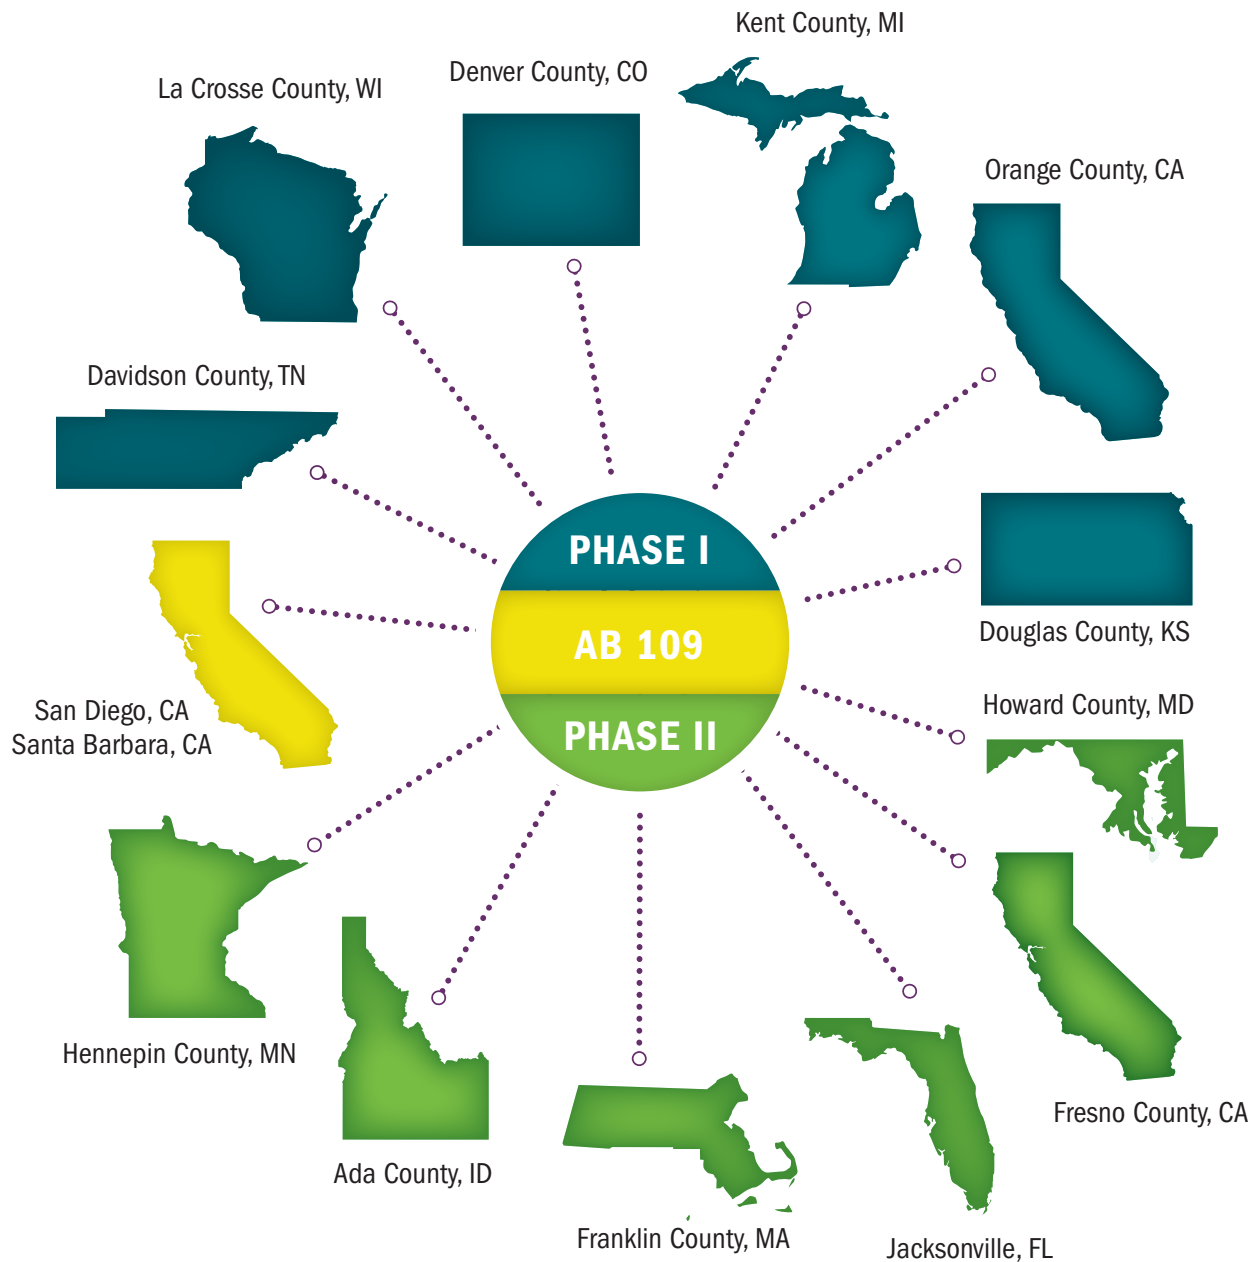 Kent County, MI
Denver County, CO
La Crosse County, WI
Orange County, CA
Davidson County, TN
PHASE I
AB 109
PHASE II
Douglas County, KS
Howard County, MD
San Diego, CA
Santa Barbara, CA
Hennepin County, MN
Fresno County, CA
Ada County, ID
Franklin County, MA
Jacksonville, FL